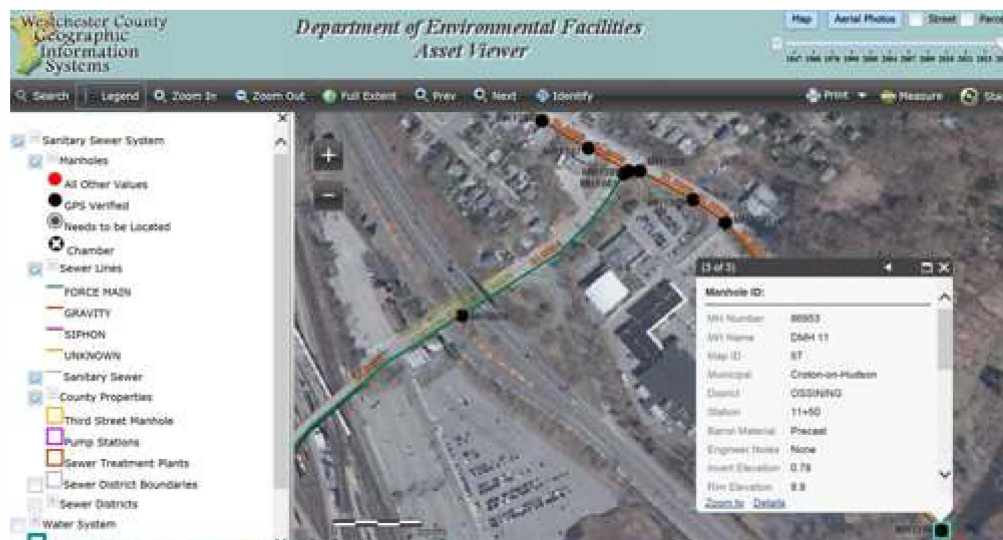 Westchester County
Geographic
Information
Systems
Department of Environmental Facilities
Asset Viewer
Map Aerial Photos Street
Search Legend Zoom In Zoom Out Full Extent Prev Next Identify Print Measure
Sanitary Sewer System
Manholes
All Other Values
GPS Verified
Needs to be Located
Chamber
Sewer Lines
FORCE MAIN
GRAVITY
SIPHON
UNKNOWN
Sanitary Sewer
County Properties
Third Street Manhole
Pump Stations
Sewer Treatment Plants
Sewer District Boundaries
Sewer Districts
Water System
(3 of 3)
Manhole ID:
MH Number 86953
MH Name DMH 11
Map ID 57
Municipal Croton-on-Hudson
District OSSINING
Station 11+50
Barrel Material Precast
Engineer Notes None
Invert Elevation 0.78
Rim Elevation 8.8
Zoom to Details